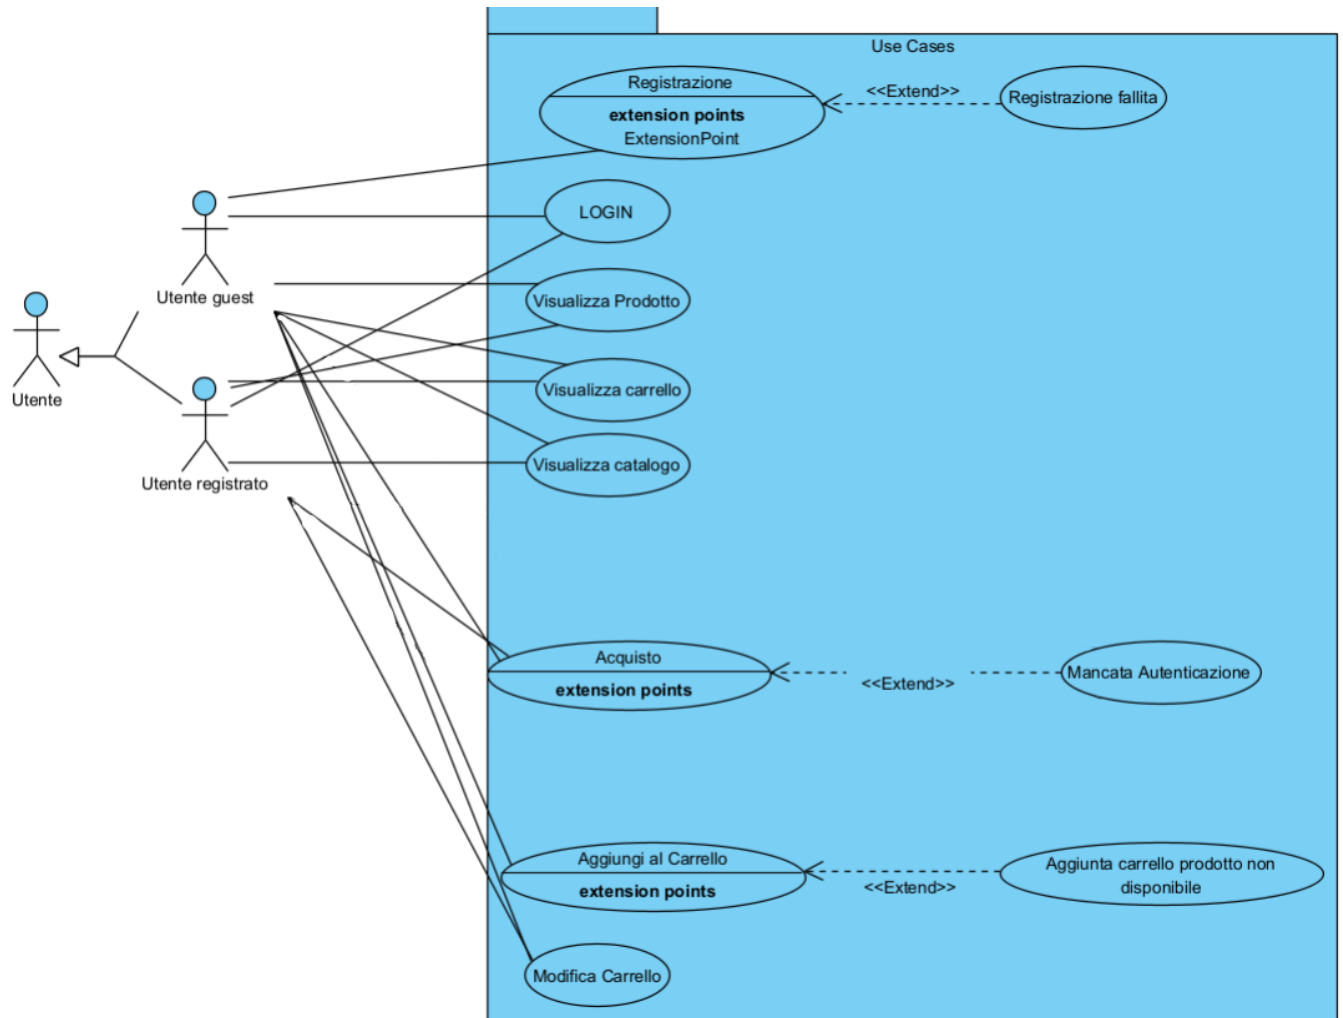 Use Cases
Registrazione
extension points
ExtensionPoint
<<Extend>>
Registrazione fallita
LOGIN
Utente guest
Visualizza Prodotto
Utente
Visualizza carrello
Visualizza catalogo
Utente registrato
Acquisto
extension points
<<Extend>>
Mancata Autenticazione
Aggiungi al Carrello
extension points
<<Extend>>
Aggiunta carrello prodotto non
disponibile
Modifica Carrello